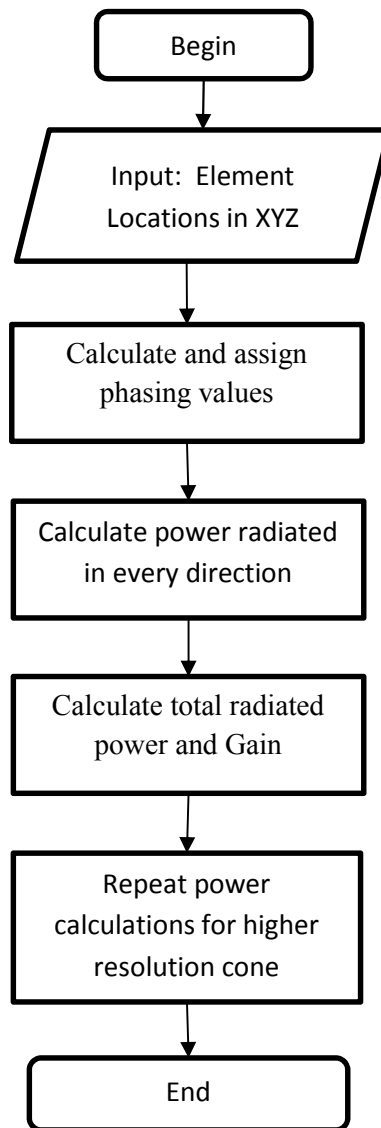 Begin
Input:  Element
Locations in XYZ
Calculate and assign
phasing values
Calculate power radiated
in every direction
Calculate total radiated
power and Gain
Repeat power
calculations for higher
resolution cone
End